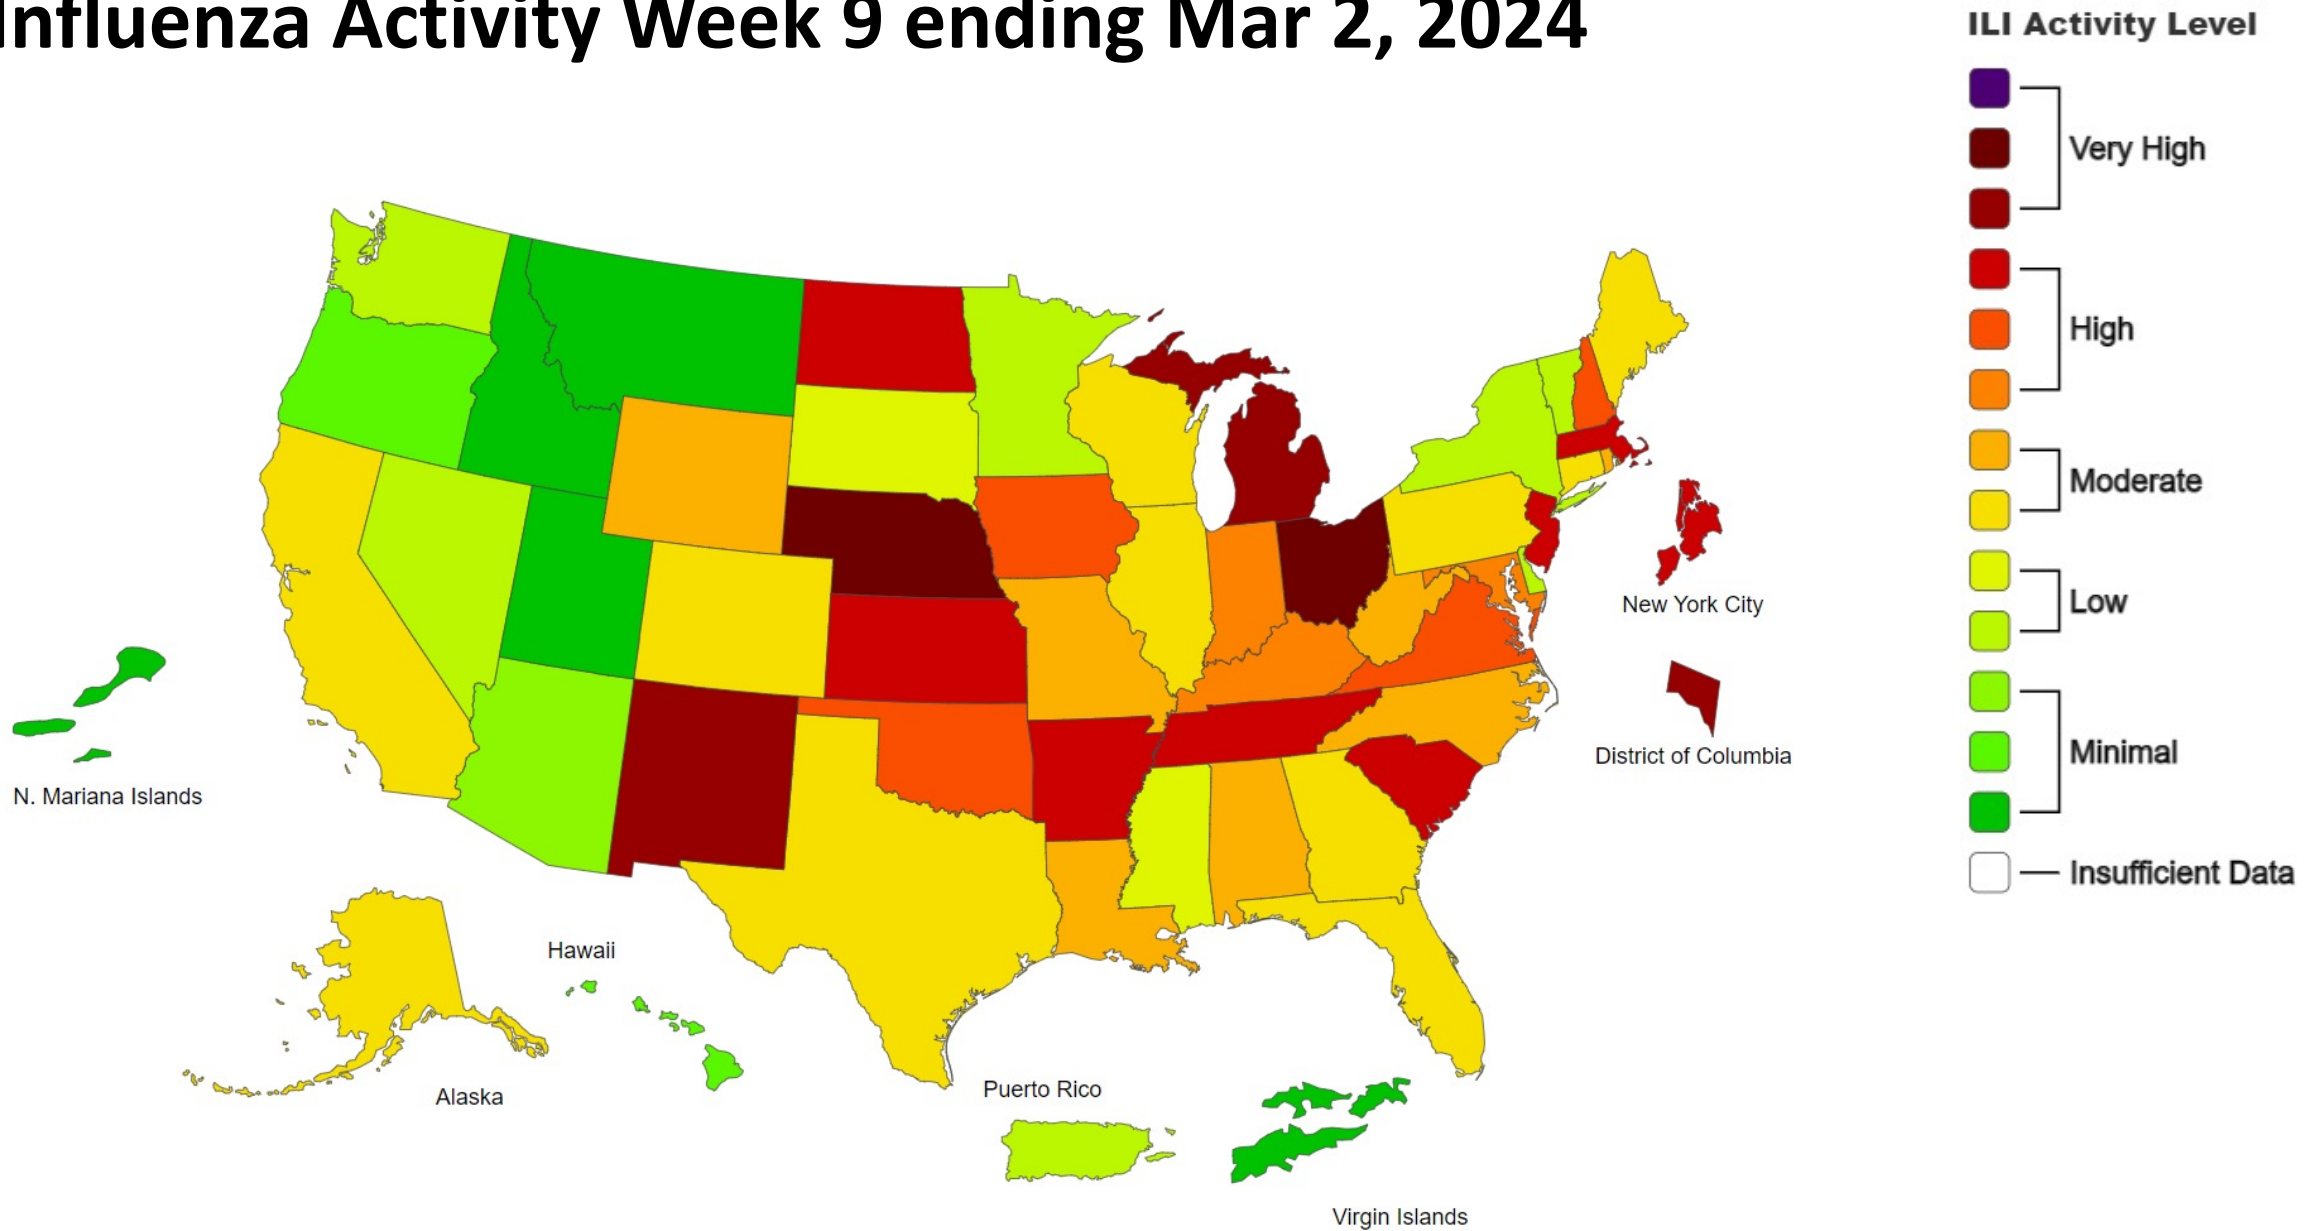 Influenza Activity Week 9 ending Mar 2, 2024
ILI Activity Level
Very High
High
Moderate
Low
Minimal
Insufficient Data
New York City
District of Columbia
N. Mariana Islands
Hawaii
Alaska
Puerto Rico
Virgin Islands